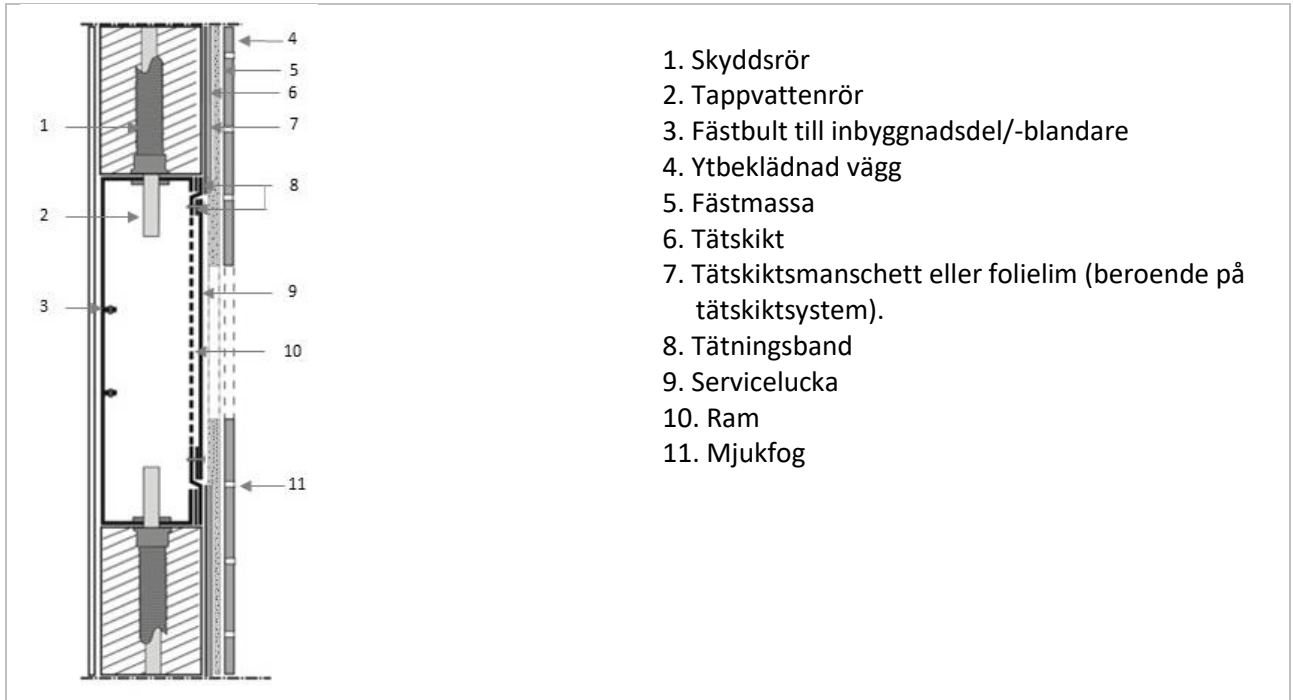 4
5
6
1
7
8
2
9
3
10
11
1. Skyddsrör
2. Tappvattenrör
3. Fästbult till inbyggnadsdel/-blandare
4. Ytbeklädnad vägg
5. Fästmassa
6. Tätskikt
7. Tätskiktsmanschett eller folielim (beroende på
tätskiktsystem).
8. Tätningsband
9. Servicelucka
10. Ram
11. Mjukfog